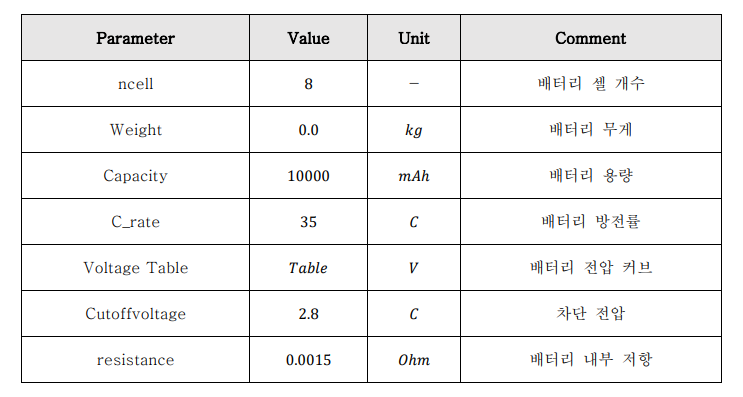 Parameter Value Unit Comment
ncell 8 − 배터리 셀 개수
Weight 0.0 kg 배터리 무게
Capacity 10000 mAh 배터리 용량
C_rate 35 C 배터리 방전률
Voltage Table Table V 배터리 전압 커브
Cutoffvoltage 2.8 C 차단 전압
resistance 0.0015 Ohm 배터리 내부 저항